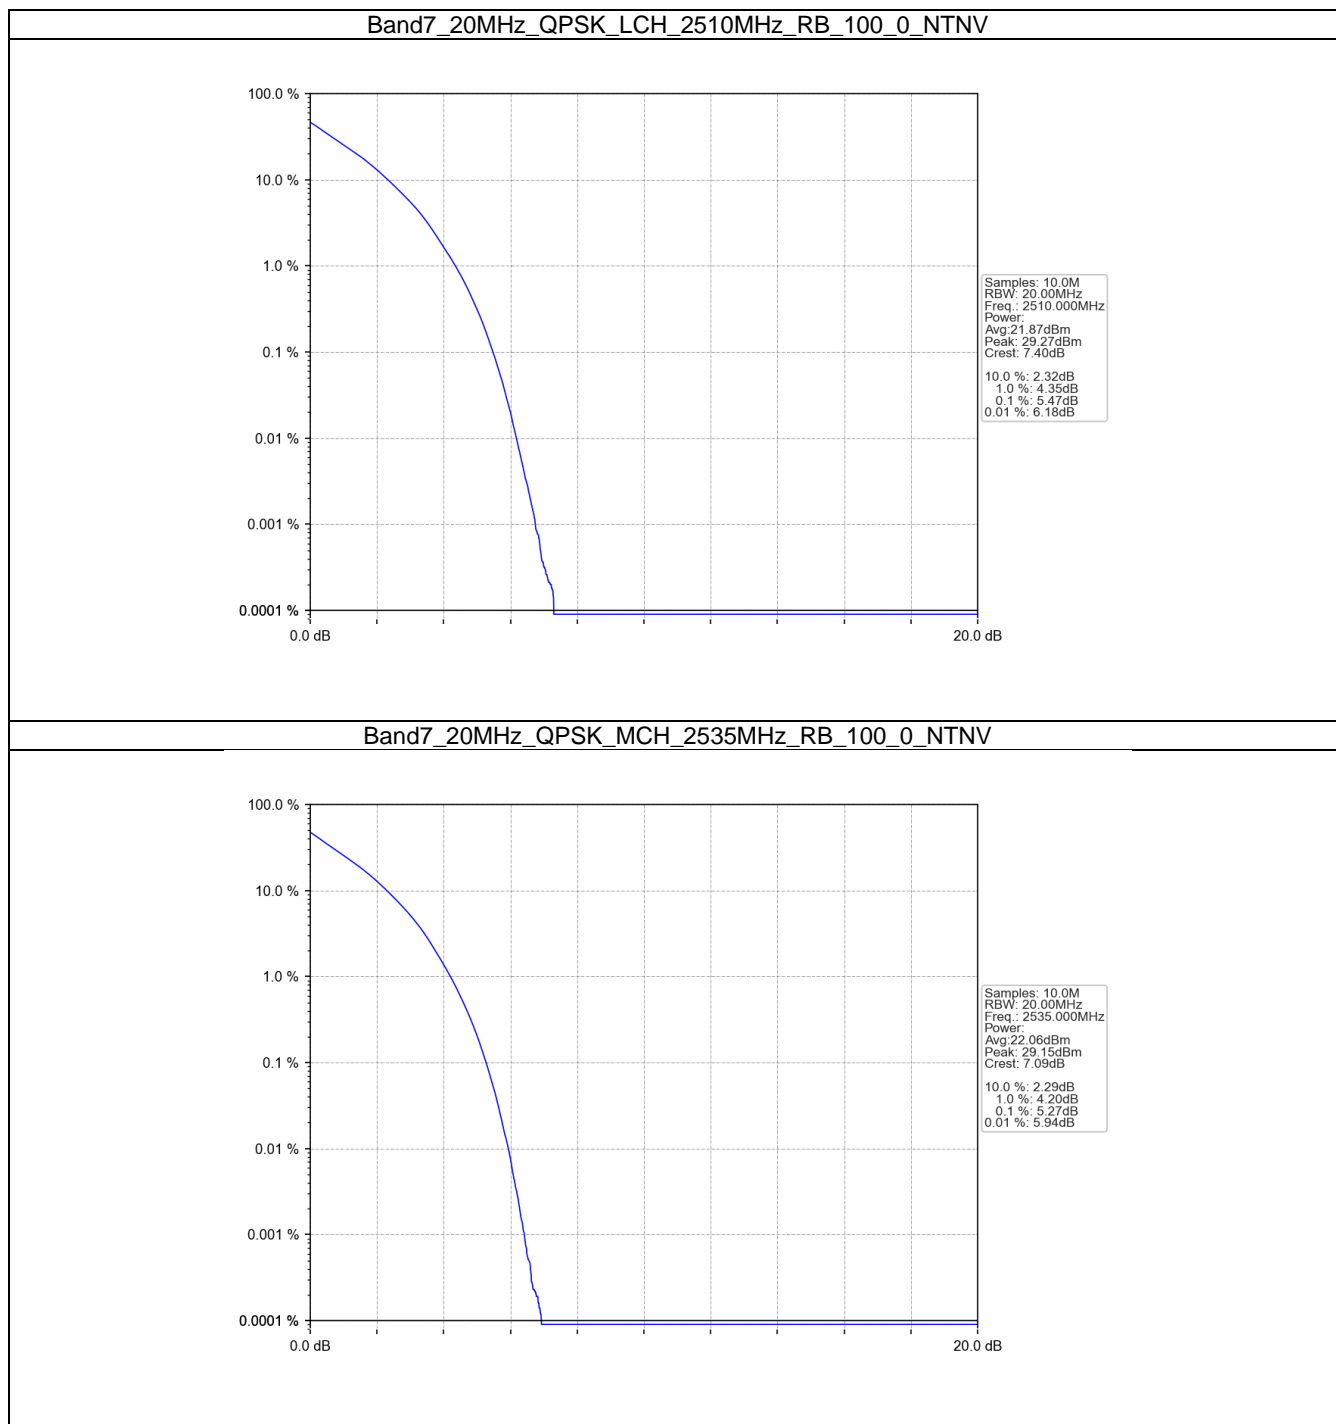 Band7_20MHz_QPSK_LCH_2510MHz_RB_100_0_NTNV
100.0 %
10.0 %
1.0 %
0.1 %
0.01 %
0.001 %
0.0001 %
0.0 dB
20.0 dB
Samples: 10.0M
RBW: 20.00MHz
Freq.: 2510.000MHz
Power:
Avg:21.87dBm
Peak: 29.27dBm
Crest: 7.40dB
10.0 %: 2.32dB
1.0 %: 4.35dB
0.1 %: 5.47dB
0.01 %: 6.18dB
Band7_20MHz_QPSK_MCH_2535MHz_RB_100_0_NTNV
100.0 %
10.0 %
1.0 %
0.1 %
0.01 %
0.001 %
0.0001 %
0.0 dB
20.0 dB
Samples: 10.0M
RBW: 20.00MHz
Freq.: 2535.000MHz
Power:
Avg:22.06dBm
Peak: 29.15dBm
Crest: 7.09dB
10.0 %: 2.29dB
1.0 %: 4.20dB
0.1 %: 5.27dB
0.01 %: 5.94dB